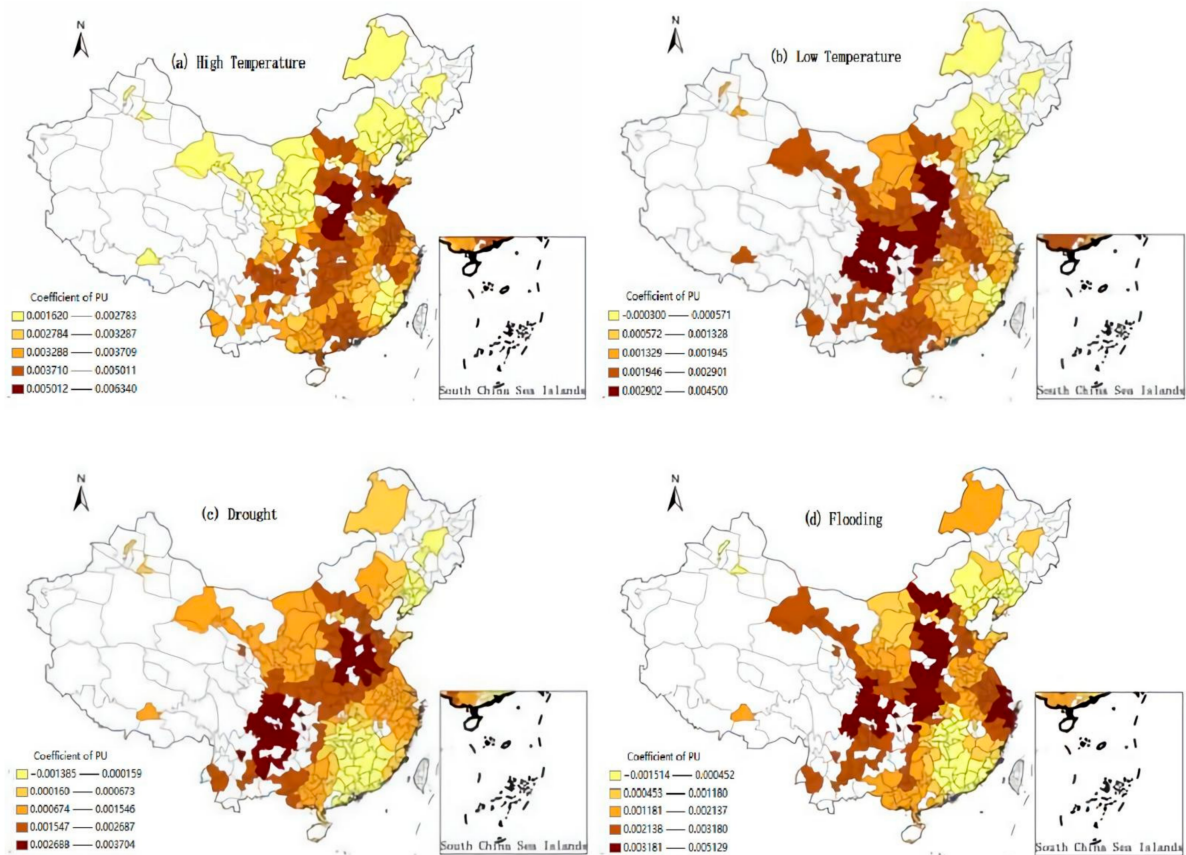 N
(a) High Temperature
Coefficient of PU
0.001620 — 0.002783
0.002784 — 0.003287
0.003288 — 0.003709
0.003710 — 0.005011
0.005012 — 0.006340
South China Sea Islands
N
(b) Low Temperature
Coefficient of PU
-0.000300 — 0.000571
0.000572 — 0.001328
0.001329 — 0.001945
0.001946 — 0.002901
0.002902 — 0.004500
South China Sea Islands
N
(c) Drought
Coefficient of PU
-0.001385 — 0.000159
0.000160 — 0.000673
0.000674 — 0.001546
0.001547 — 0.002687
0.002688 — 0.003704
South China Sea Islands
N
(d) Flooding
Coefficient of PU
-0.001514 — 0.000452
0.000453 — 0.001180
0.001181 — 0.002137
0.002138 — 0.003180
0.003181 — 0.005129
South China Sea Islands